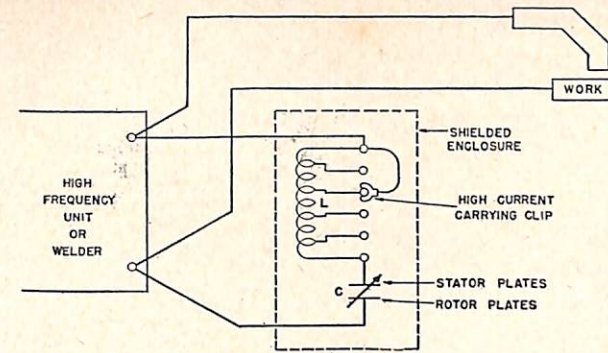 WORK
SHIELDED
ENCLOSURE
HIGH
FREQUENCY
UNIT
OR
WELDER
L
HIGH CURRENT
CARRYING CLIP
C
STATOR PLATES
ROTOR PLATES